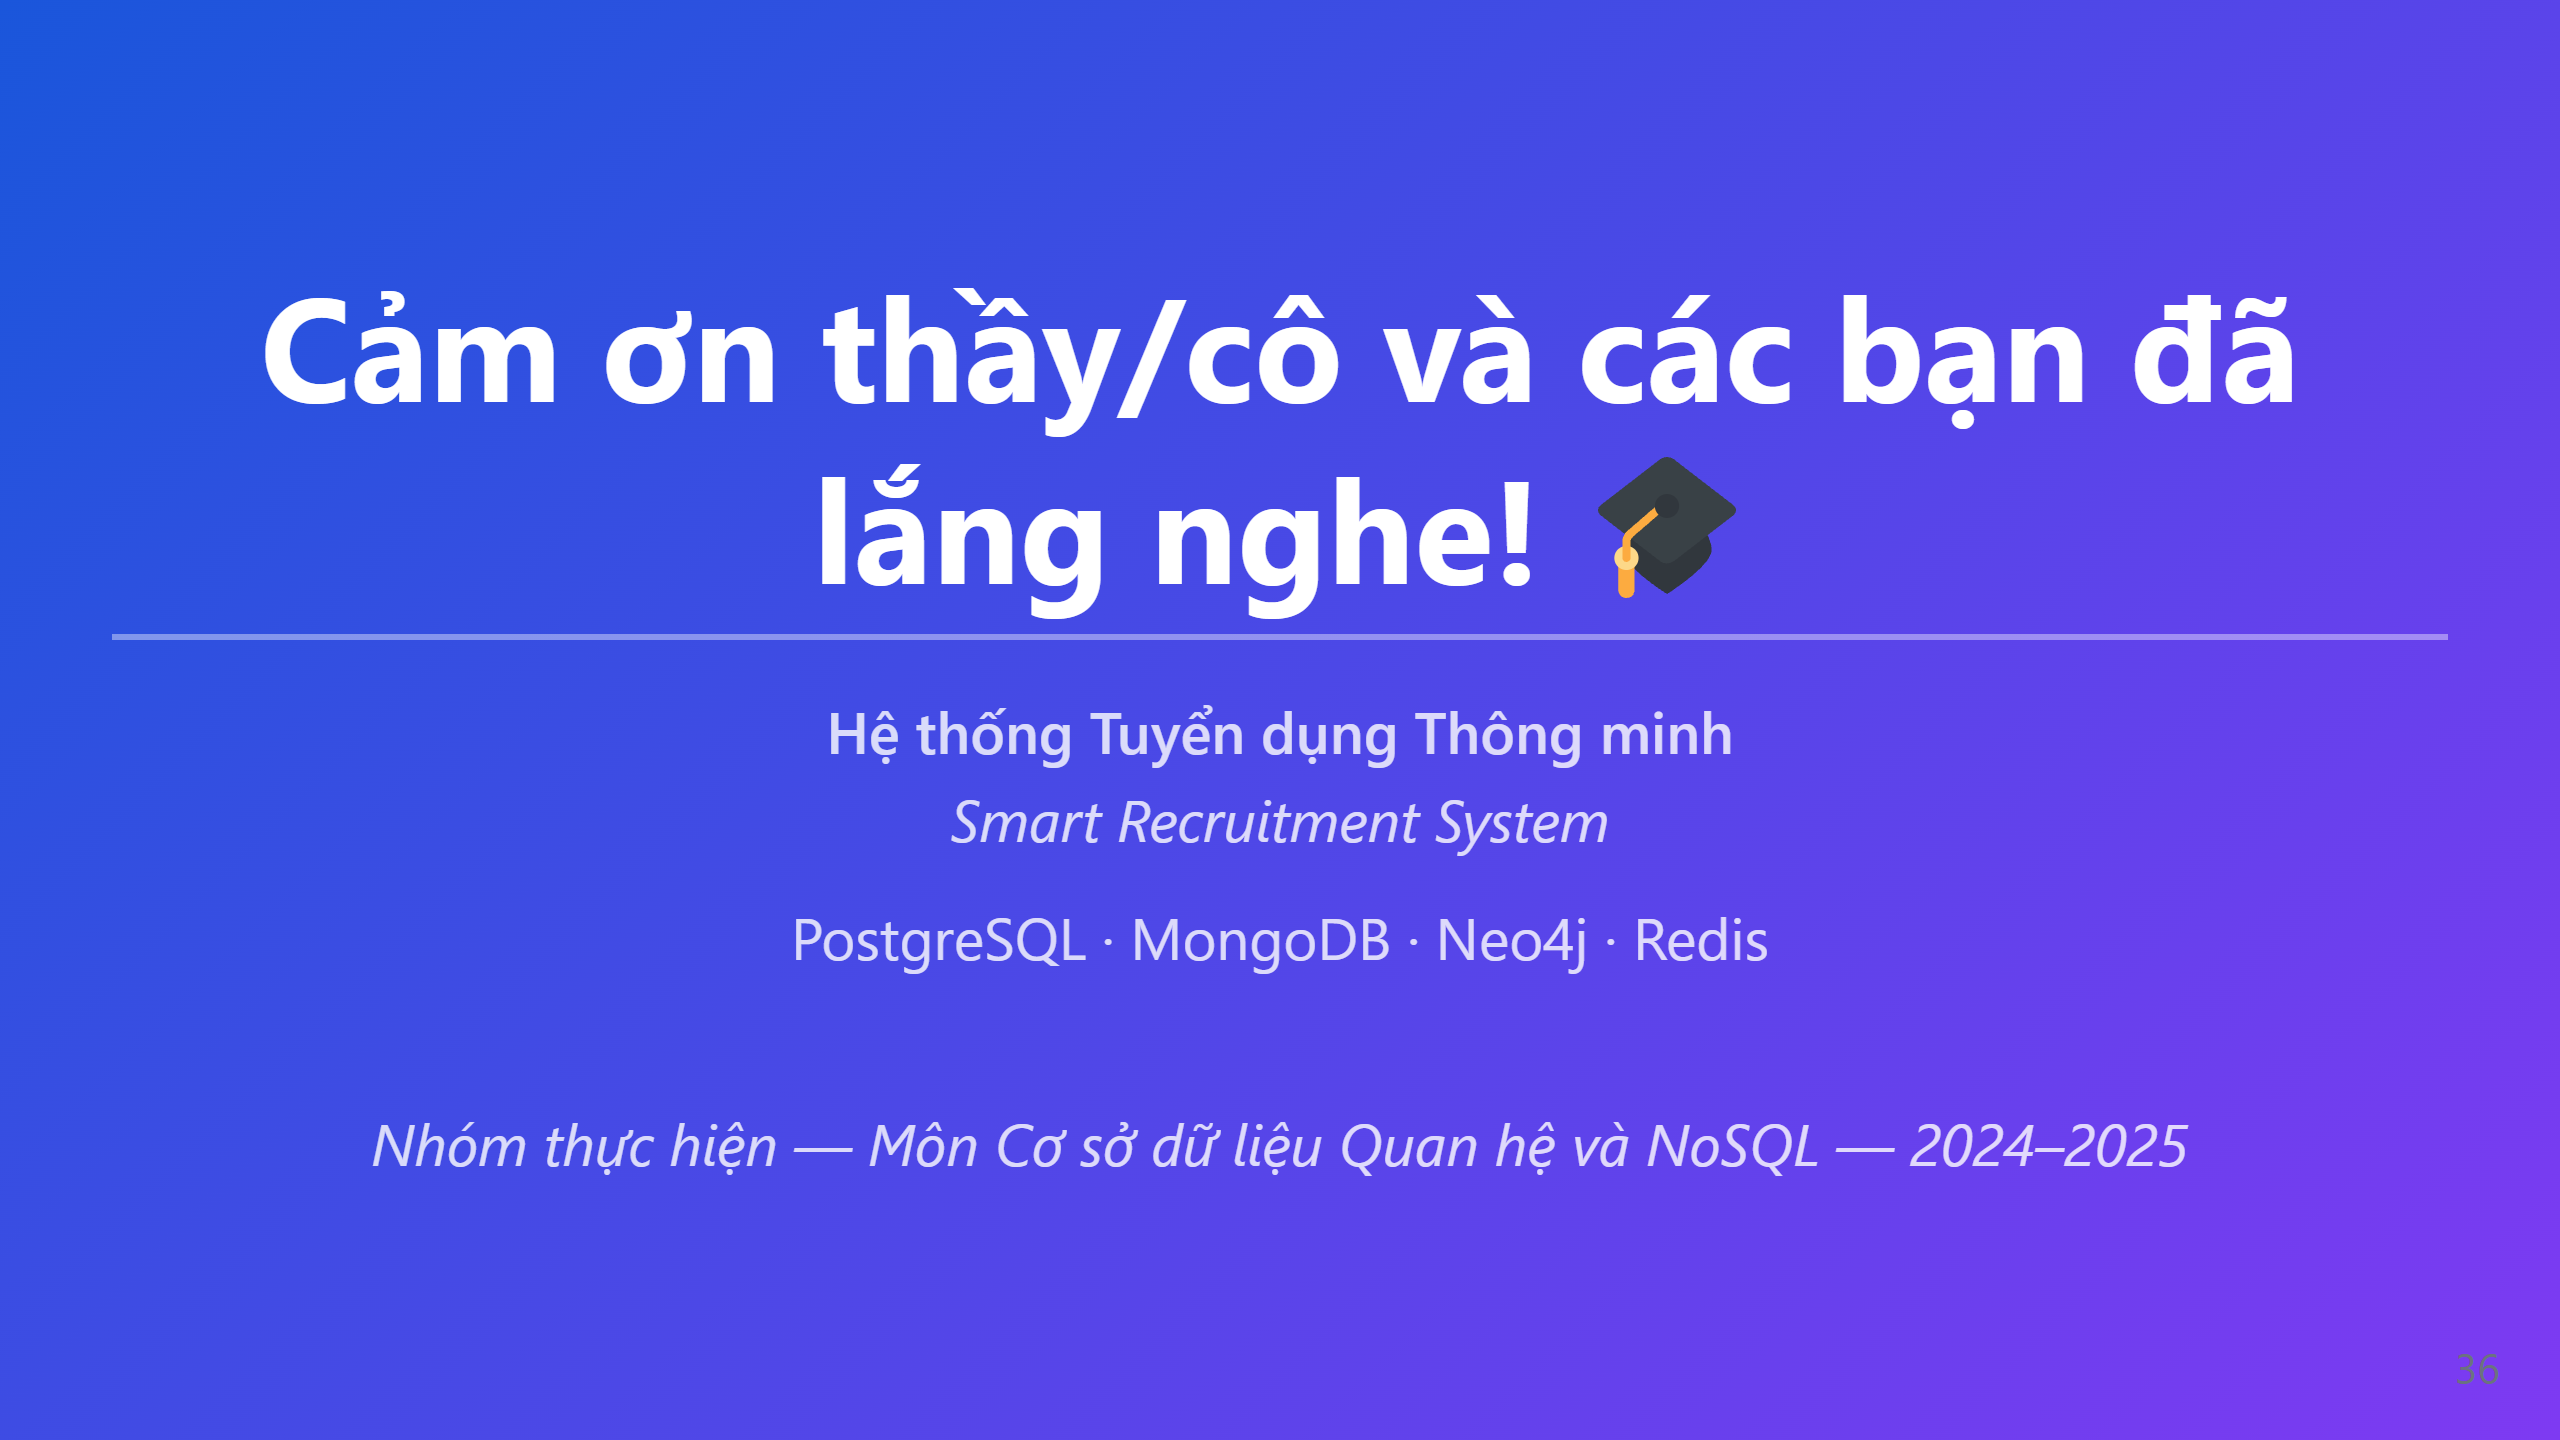 Cảm ơn thầy/cô và các bạn đã
lắng nghe! 🎓
Hệ thống Tuyển dụng Thông minh
Smart Recruitment System
PostgreSQL · MongoDB · Neo4j · Redis
Nhóm thực hiện — Môn Cơ sở dữ liệu Quan hệ và NoSQL — 2024–2025
36